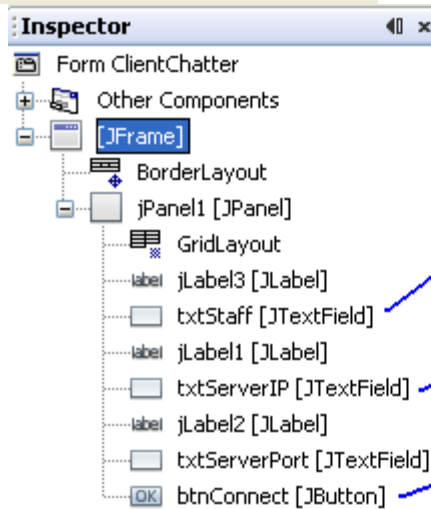 Inspector
Form ClientChatter
Other Components
[JFrame]
BorderLayout
jPanel1 [JPanel]
GridLayout
label jLabel3 [JLabel]
txtStaff [JTextField]
label jLabel1 [JLabel]
txtServerIP [JTextField]
label jLabel2 [JLabel]
txtServerPort [JTextField]
OK btnConnect [JButton]